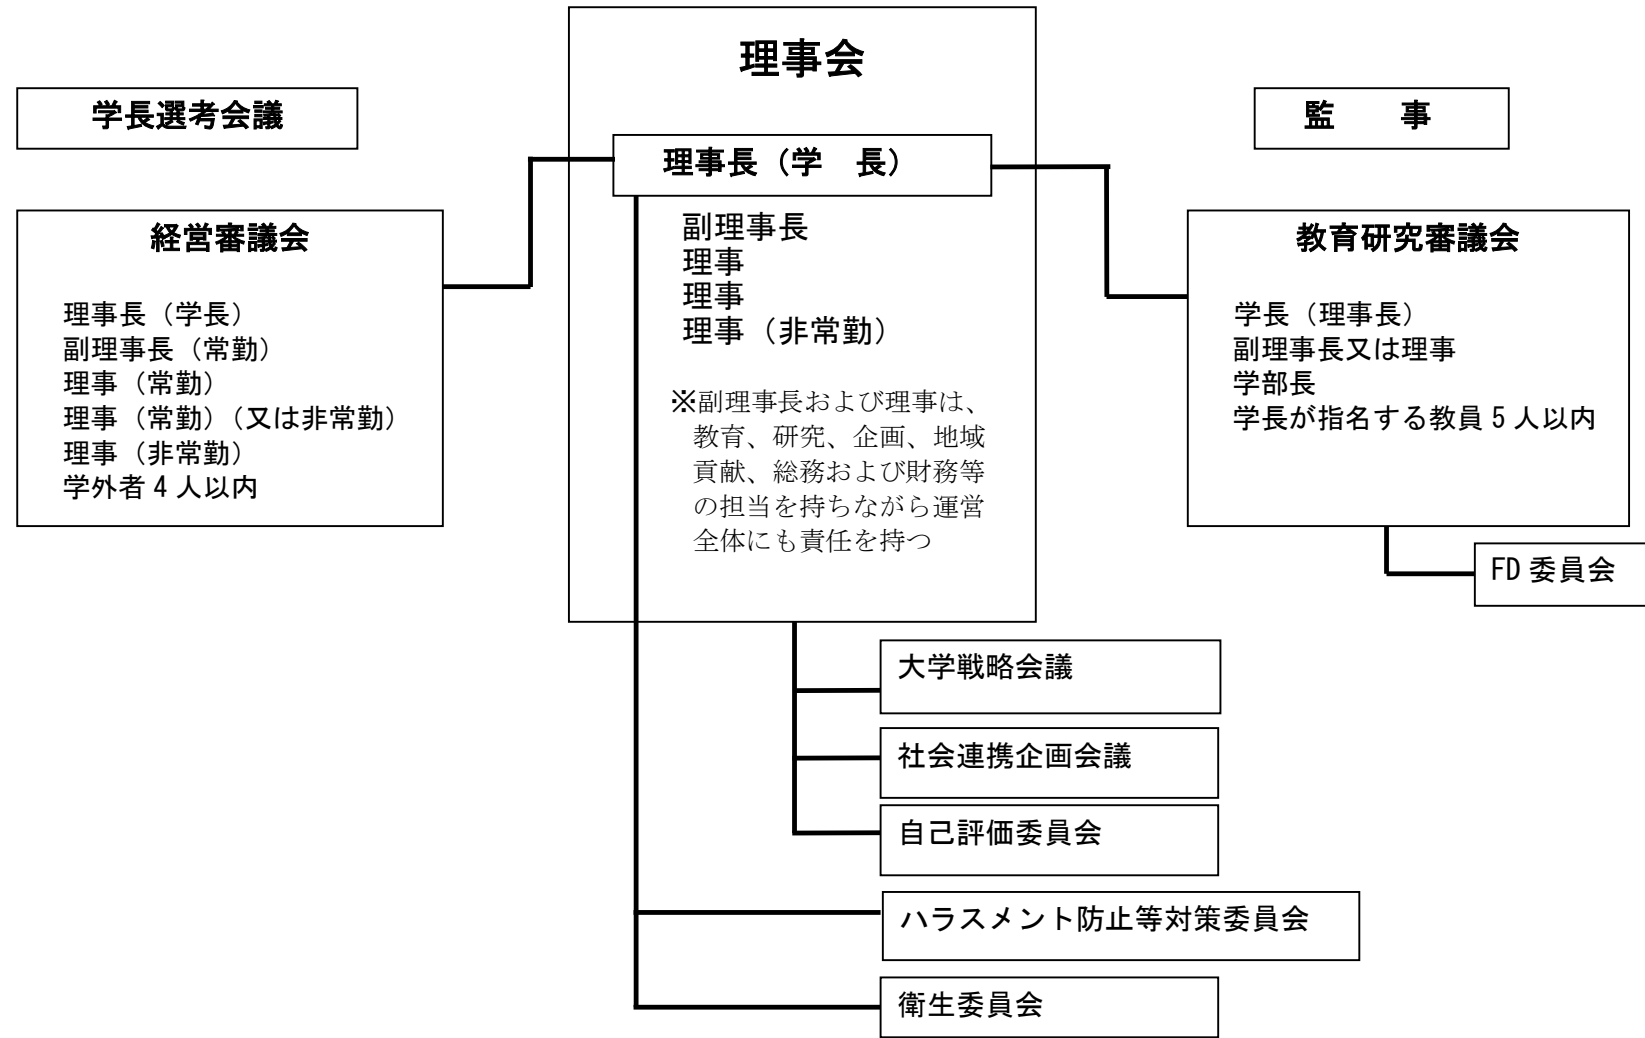 理事会
学長選考会議
監　　事
理事長（学　長）
経営審議会
理事長（学長）
副理事長（常勤）
理事（常勤）
理事（常勤）（又は非常勤）
理事（非常勤）
学外者４人以内
副理事長
理事
理事
理事（非常勤）
※副理事長および理事は、
教育、研究、企画、地域
貢献、総務および財務等
の担当を持ちながら運営
全体にも責任を持つ
教育研究審議会
学長（理事長）
副理事長又は理事
学部長
学長が指名する教員５人以内
FD 委員会
大学戦略会議
社会連携企画会議
自己評価委員会
ハラスメント防止等対策委員会
衛生委員会